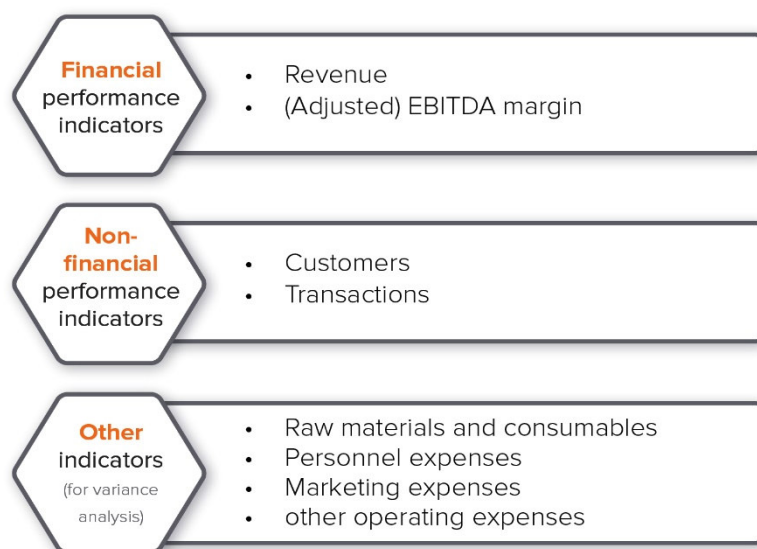 Financial
performance
indicators
• Revenue
• (Adjusted) EBITDA margin
Non-
financial
performance
indicators
• Customers
• Transactions
Other
indicators
(for variance
analysis)
• Raw materials and consumables
• Personnel expenses
• Marketing expenses
• other operating expenses